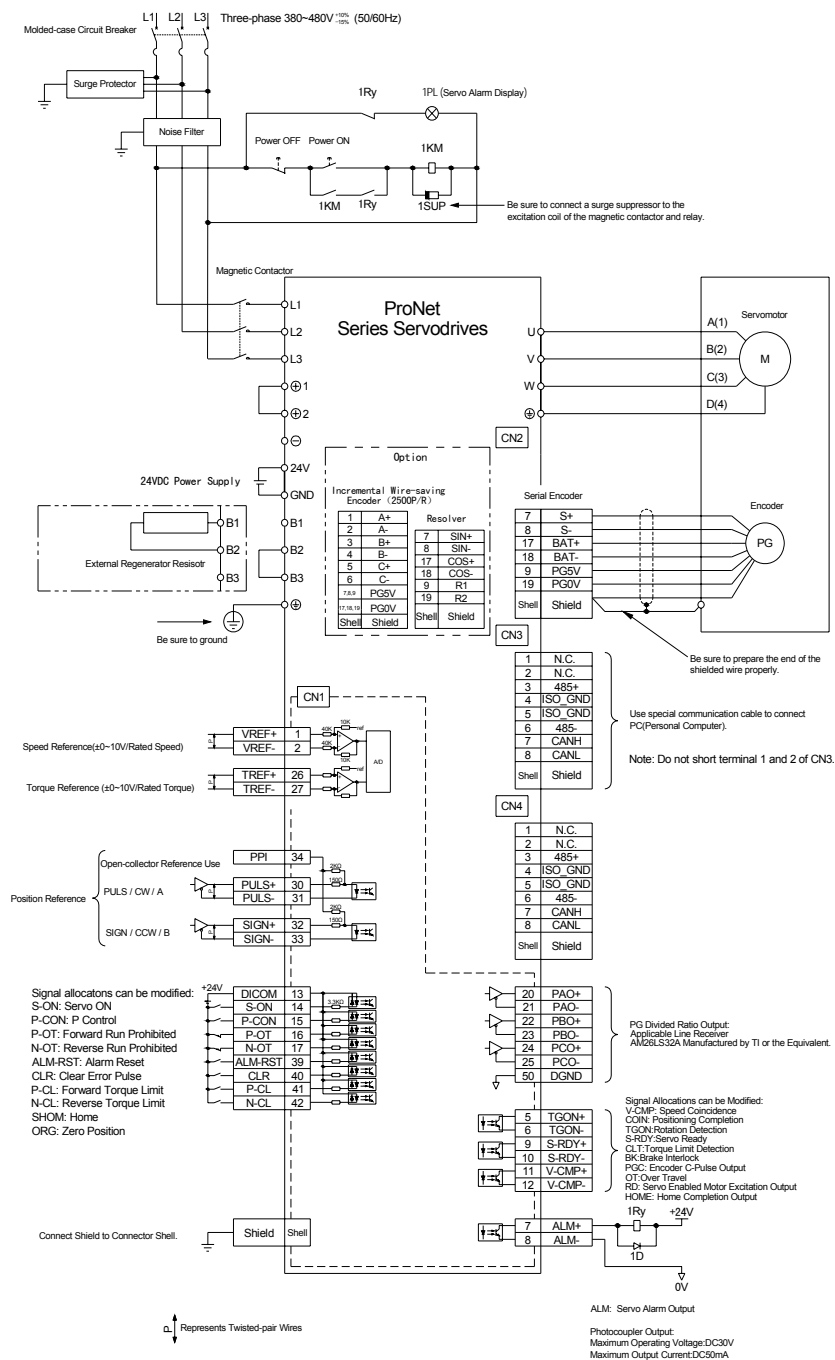 L1 L2 L3 Three-phase 380~480V +10% -15% (50/60Hz)
Molded-case Circuit Breaker
Surge Protector
Noise Filter
1Ry
1PL (Servo Alarm Display)
Power OFF Power ON
1KM
1KM 1Ry 1SUP
Be sure to connect a surge suppressor to the
excitation coil of the magnetic contactor and relay.
Magnetic Contactor
ProNet
Series Servodrives
L1
L2
L3
1
2
24V
GND
24VDC Power Supply
B1
B2
B3
B1
B2
B3
External Regenerator Resisotr
Be sure to ground
U
V
W
A(1)
B(2)
C(3)
D(4)
Servomotor
M
CN2
Option
Incremental Wire-saving
Encoder (2500P/R)
1 A+
2 A-
3 B+
4 B-
5 C+
6 C-
7,8,9 PG5V
17,18,19 PG0V
Shell Shield
Resolver
7 SIN+
8 SIN-
17 COS+
18 COS-
9 R1
19 R2
Shell Shield
Serial Encoder
7 S+
8 S-
17 BAT+
18 BAT-
9 PG5V
19 PG0V
Shell Shield
Encoder
PG
Be sure to prepare the end of the
shielded wire properly.
CN3
1 N.C.
2 N.C.
3 485+
4 ISO_GND
5 ISO_GND
6 485-
7 CANH
8 CANL
Shell Shield
Use special communication cable to connect
PC(Personal Computer).
Note: Do not short terminal 1 and 2 of CN3.
CN4
1 N.C.
2 N.C.
3 485+
4 ISO_GND
5 ISO_GND
6 485-
7 CANH
8 CANL
Shell Shield
CN1
Speed Reference(±0~10V/Rated Speed)
P
VREF+ 1
VREF- 2
40K
40K
10K
ref
10K
A/D
Torque Reference (±0~10V/Rated Torque)
P
TREF+ 26
TREF- 27
10K
ref
Position Reference
Open-collector Reference Use
PPI 34
2KΩ
PULS / CW / A
P
PULS+ 30
PULS- 31
150Ω
2KΩ
SIGN / CCW / B
P
SIGN+ 32
SIGN- 33
150Ω
Signal allocatons can be modified:
S-ON: Servo ON
P-CON: P Control
P-OT: Forward Run Prohibited
N-OT: Reverse Run Prohibited
ALM-RST: Alarm Reset
CLR: Clear Error Pulse
P-CL: Forward Torque Limit
N-CL: Reverse Torque Limit
SHOM: Home
ORG: Zero Position
+24V
DICOM 13
S-ON 14
P-CON 15
P-OT 16
N-OT 17
ALM-RST 39
CLR 40
P-CL 41
N-CL 42
3.3KΩ
20 PAO+
21 PAO-
22 PBO+
23 PBO-
24 PCO+
25 PCO-
50 DGND
PG Divided Ratio Output:
Applicable Line Receiver
AM26LS32A Manufactured by TI or the Equivalent.
5 TGON+
6 TGON-
9 S-RDY+
10 S-RDY-
11 V-CMP+
12 V-CMP-
Signal Allocations can be Modified:
V-CMP: Speed Coincidence
COIN: Positioning Completion
TGON:Rotation Detection
S-RDY:Servo Ready
CLT:Torque Limit Detection
BK:Brake Interlock
PGC: Encoder C-Pulse Output
OT:Over Travel
RD: Servo Enabled Motor Excitation Output
HOME: Home Completion Output
Connect Shield to Connector Shell.
Shield Shell
7 ALM+
8 ALM-
1Ry
+24V
1D
0V
ALM: Servo Alarm Output
Photocoupler Output:
Maximum Operating Voltage:DC30V
Maximum Output Current:DC50mA
P
Represents Twisted-pair Wires